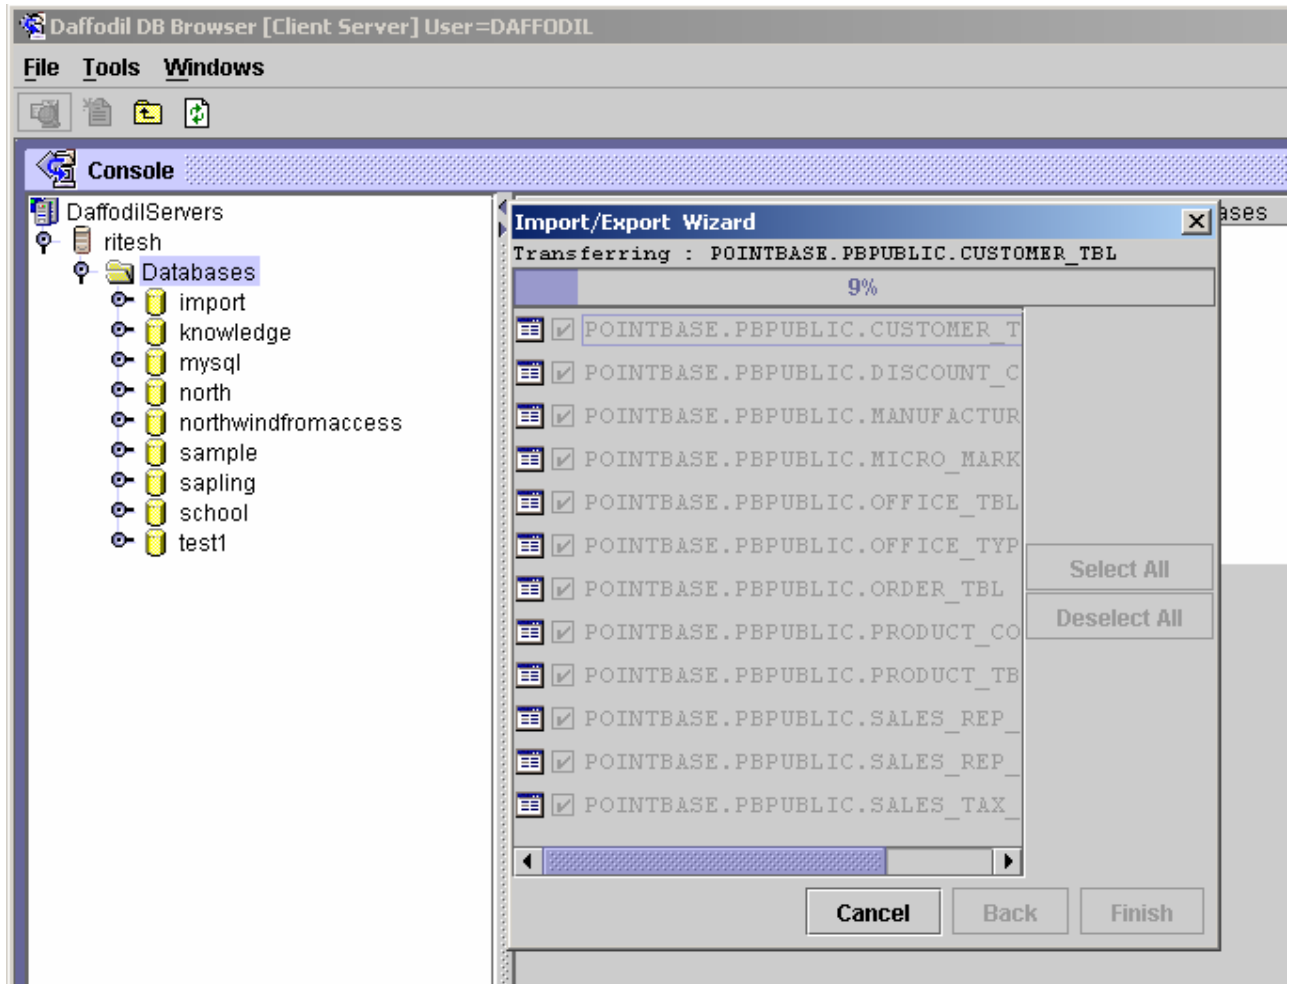 Daffodil DB Browser [Client Server] User=DAFFODIL
File Tools Windows
Console
DaffodilServers
ritesh
Databases
import
knowledge
mysql
north
northwindfromaccess
sample
sapling
school
test1
ases
Import/Export Wizard
Transferring : POINTBASE.PBPUBLIC.CUSTOMER_TBL
9%
POINTBASE.PBPUBLIC.CUSTOMER_T
POINTBASE.PBPUBLIC.DISCOUNT_C
POINTBASE.PBPUBLIC.MANUFACTUR
POINTBASE.PBPUBLIC.MICRO_MARK
POINTBASE.PBPUBLIC.OFFICE_TBL
POINTBASE.PBPUBLIC.OFFICE_TYP
POINTBASE.PBPUBLIC.ORDER_TBL
POINTBASE.PBPUBLIC.PRODUCT_CO
POINTBASE.PBPUBLIC.PRODUCT_TB
POINTBASE.PBPUBLIC.SALES_REP_
POINTBASE.PBPUBLIC.SALES_REP_
POINTBASE.PBPUBLIC.SALES_TAX_
Select All
Deselect All
Cancel Back Finish